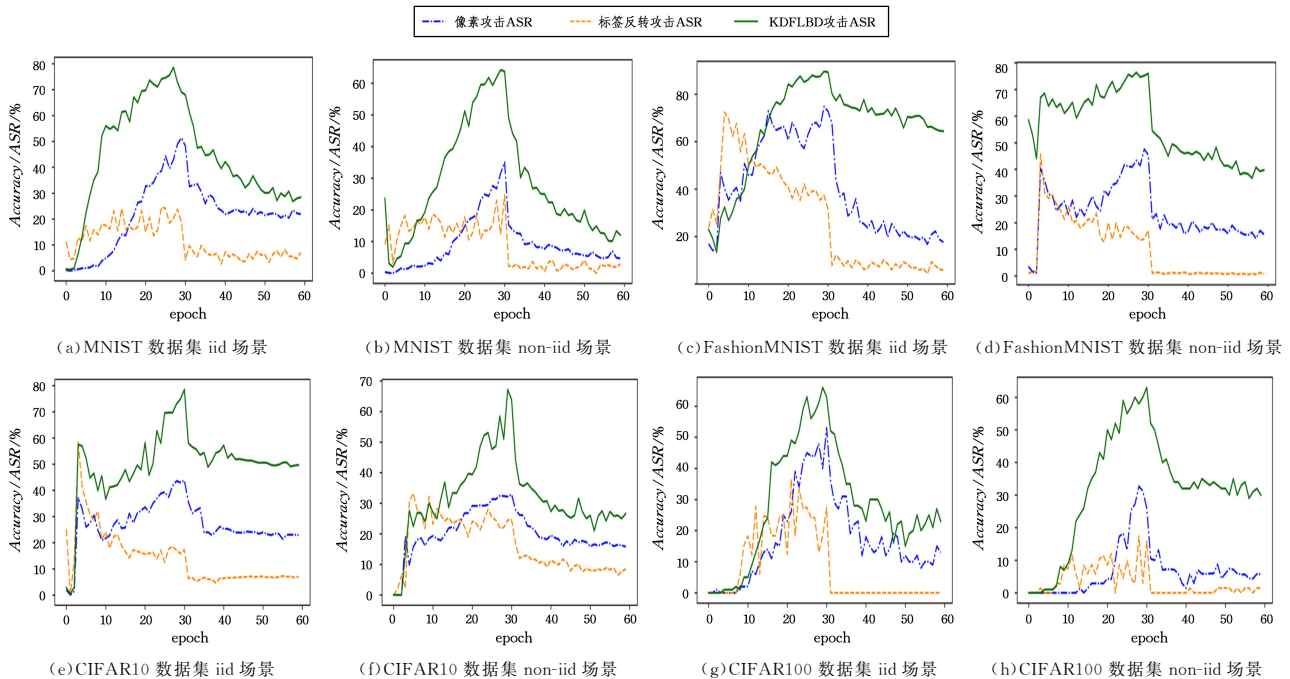 像素攻击ASR 标签反转攻击ASR KDFLBD攻击ASR
Accuracy/ASR/%
80
70
60
50
40
30
20
10
0
0 10 20 30 40 50 60
epoch
(a)MNIST 数据集 iid 场景
Accuracy/ASR/%
60
50
40
30
20
10
0
0 10 20 30 40 50 60
epoch
(b)MNIST 数据集 non-iid 场景
Accuracy/ASR/%
80
60
40
20
0 10 20 30 40 50 60
epoch
(c)FashionMNIST 数据集 iid 场景
Accuracy/ASR/%
80
70
60
50
40
30
20
10
0
0 10 20 30 40 50 60
epoch
(d)FashionMNIST 数据集 non-iid 场景
Accuracy/ASR/%
80
70
60
50
40
30
20
10
0
0 10 20 30 40 50 60
epoch
(e)CIFAR10 数据集 iid 场景
Accuracy/ASR/%
70
60
50
40
30
20
10
0
0 10 20 30 40 50 60
epoch
(f)CIFAR10 数据集 non-iid 场景
Accuracy/ASR/%
60
50
40
30
20
10
0
0 10 20 30 40 50 60
epoch
(g)CIFAR100 数据集 iid 场景
Accuracy/ASR/%
60
50
40
30
20
10
0
0 10 20 30 40 50 60
epoch
(h)CIFAR100 数据集 non-iid 场景